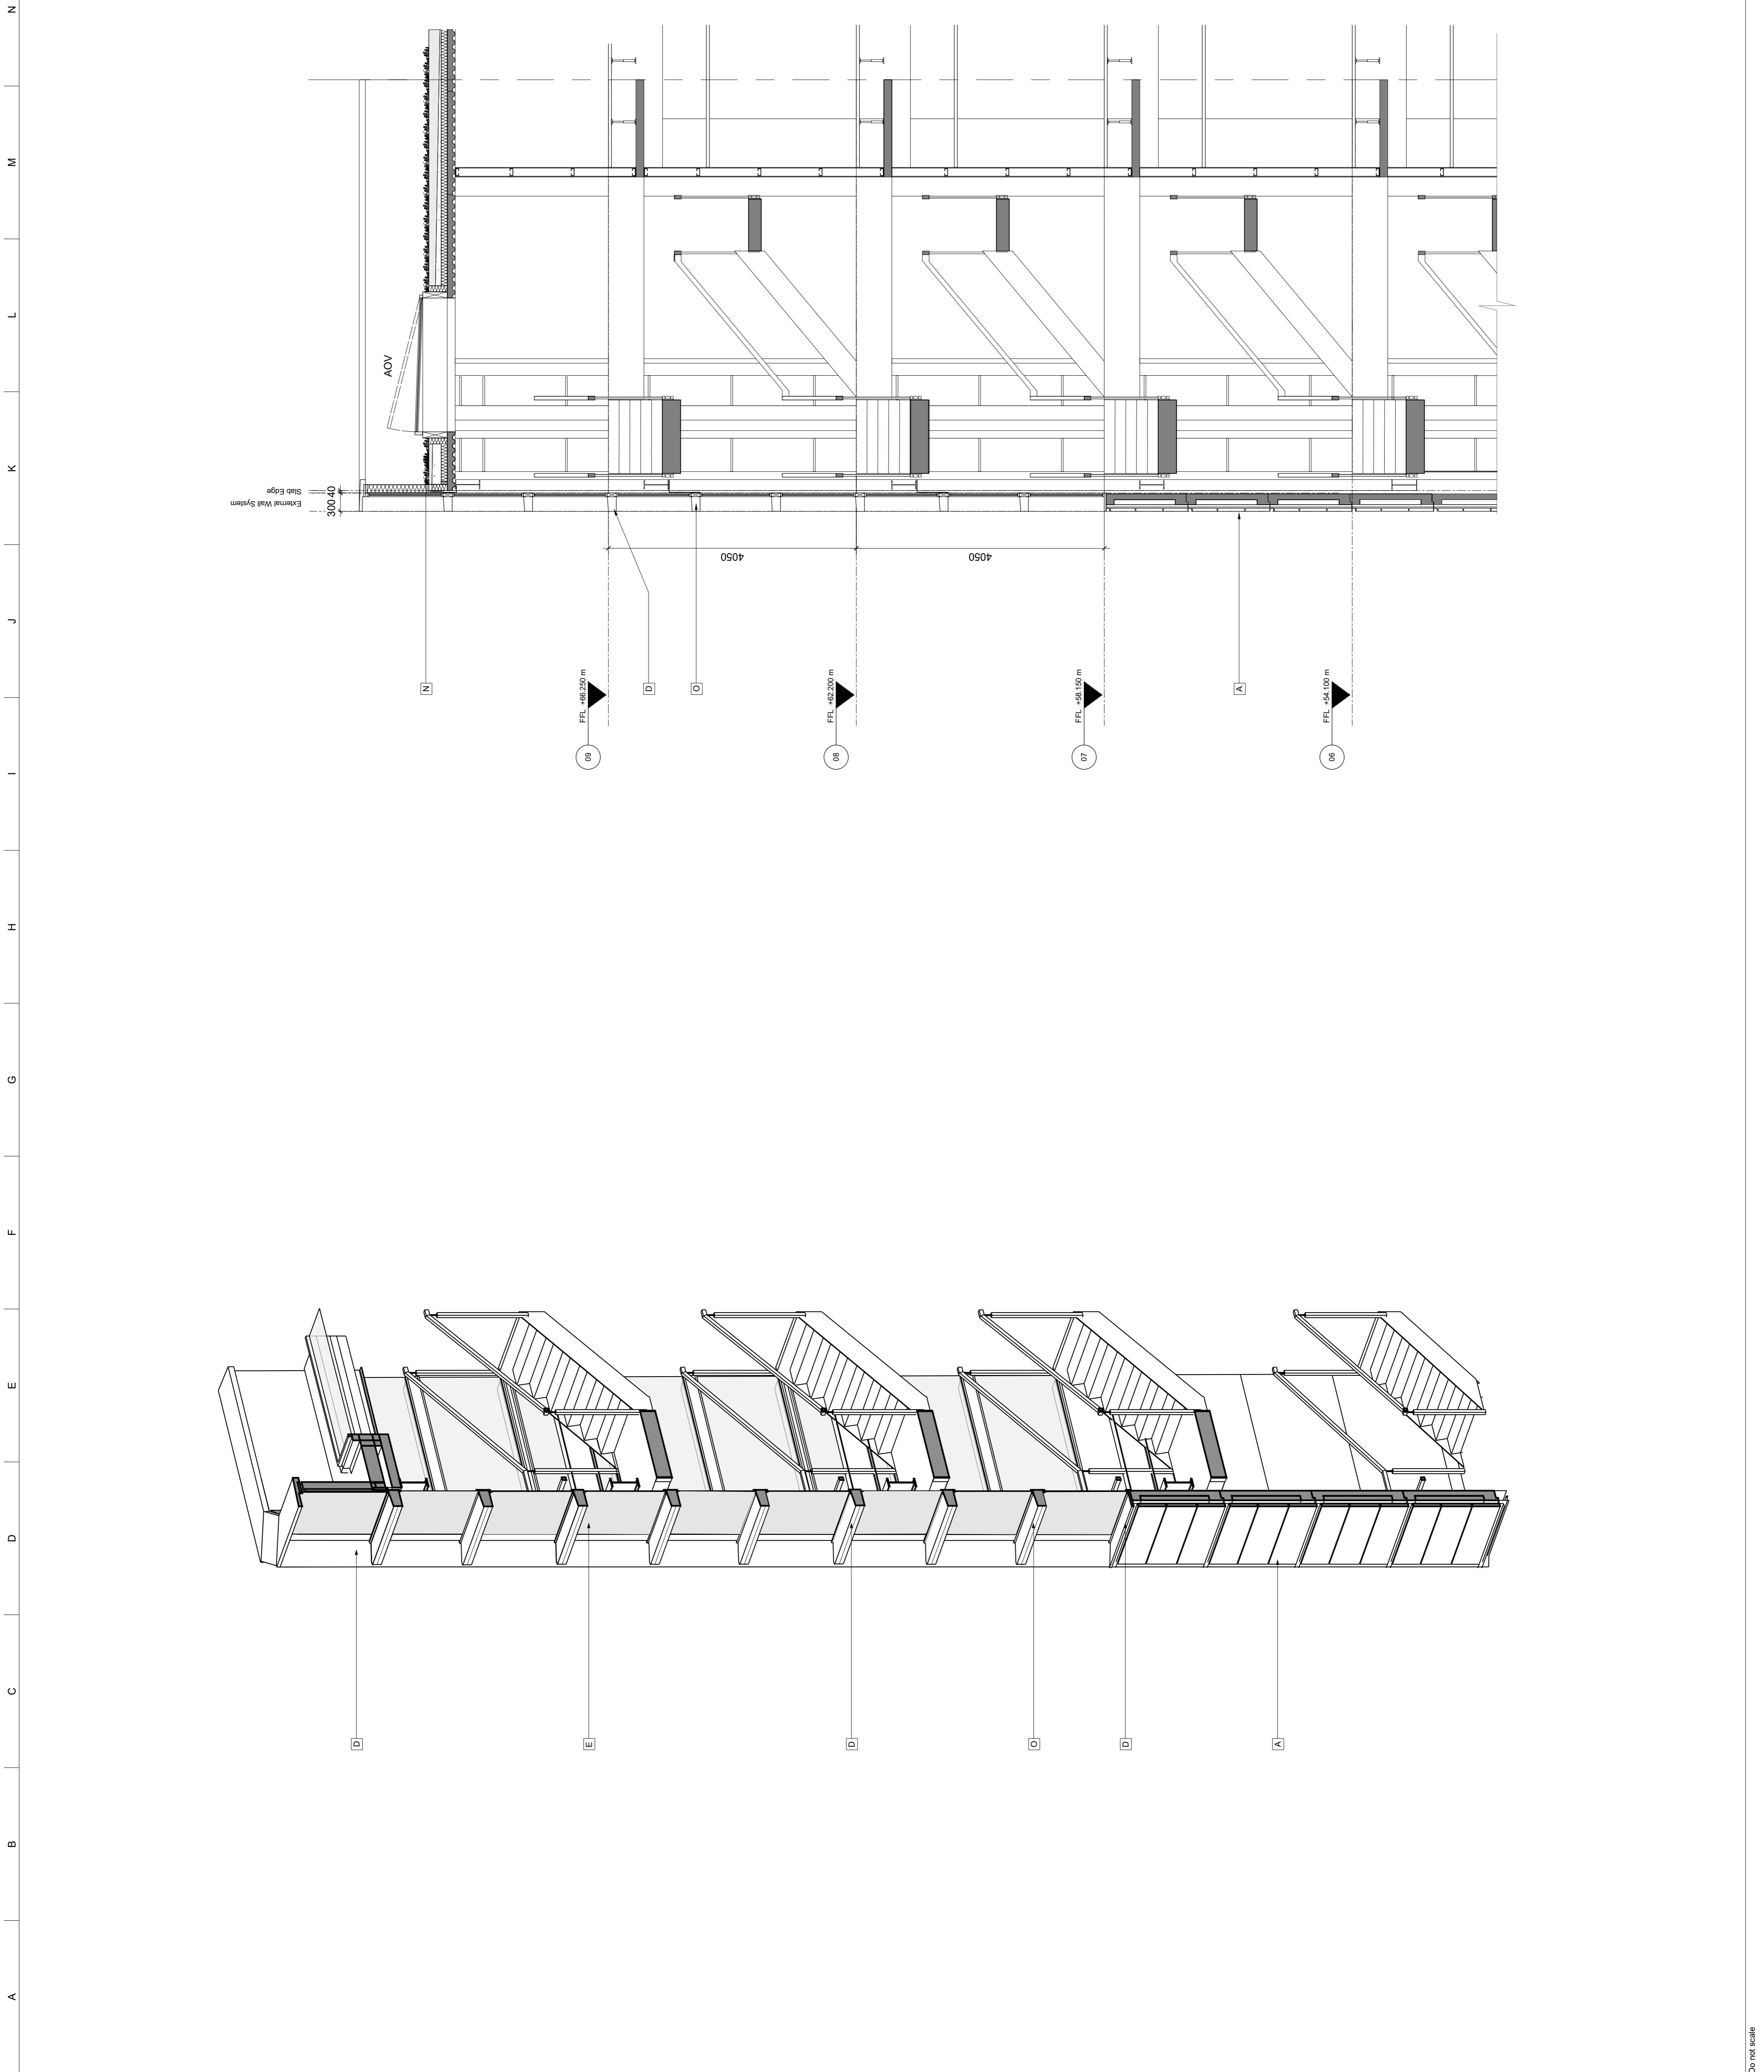 N
M
L
K
J
I
H
G
F
E
D
C
B
A
AOV
Slab Edge
External Wall System
40
300
4050
4050
N
D
O
A
FFL +66.250 m
09
FFL +62.200 m
08
FFL +58.150 m
07
FFL +54.100 m
06
D
E
D
O
D
A
Do not scale